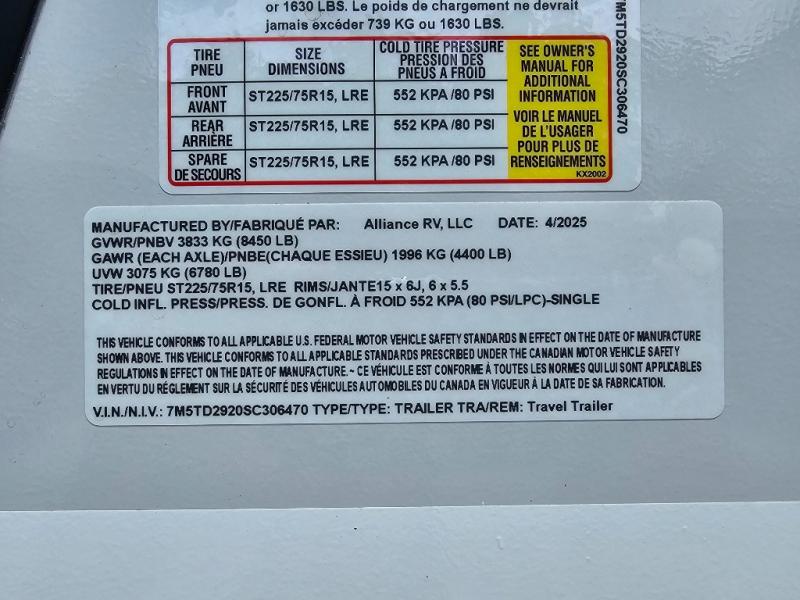 or 1630 LBS. Le poids de chargement ne devrait
jamais excéder 739 KG ou 1630 LBS.
TIRE PNEU SIZE DIMENSIONS COLD TIRE PRESSURE PRESSION DES PNEUS A FROID
FRONT AVANT ST225/75R15, LRE 552 KPA /80 PSI
REAR ARRIÈRE ST225/75R15, LRE 552 KPA /80 PSI
SPARE DE SECOURS ST225/75R15, LRE 552 KPA /80 PSI
SEE OWNER'S
MANUAL FOR
ADDITIONAL
INFORMATION
VOIR LE MANUEL
DE L'USAGER
POUR PLUS DE
RENSEIGNEMENTS
KX2002
7M5TD2920SC306470
MANUFACTURED BY/FABRIQUÉ PAR: Alliance RV, LLC DATE: 4/2025
GVWR/PNBV 3833 KG (8450 LB)
GAWR (EACH AXLE)/PNBE(CHAQUE ESSIEU) 1996 KG (4400 LB)
UVW 3075 KG (6780 LB)
TIRE/PNEU ST225/75R15, LRE RIMS/JANTE15 x 6J, 6 x 5.5
COLD INFL. PRESS/PRESS. DE GONFL. À FROID 552 KPA (80 PSI/LPC)-SINGLE
THIS VEHICLE CONFORMS TO ALL APPLICABLE U.S. FEDERAL MOTOR VEHICLE SAFETY STANDARDS IN EFFECT ON THE DATE OF MANUFACTURE
SHOWN ABOVE. THIS VEHICLE CONFORMS TO ALL APPLICABLE STANDARDS PRESCRIBED UNDER THE CANADIAN MOTOR VEHICLE SAFETY
REGULATIONS IN EFFECT ON THE DATE OF MANUFACTURE.~ CE VÉHICULE EST CONFORME À TOUTES LES NORMES QUI LUI SONT APPLICABLES
EN VERTU DU RÉGLEMENT SUR LA SÉCURITÉ DES VÉHICULES AUTOMOBILES DU CANADA EN VIGUEUR À LA DATE DE SA FABRICATION.
V.I.N./N.I.V.: 7M5TD2920SC306470 TYPE/TYPE: TRAILER TRA/REM: Travel Trailer